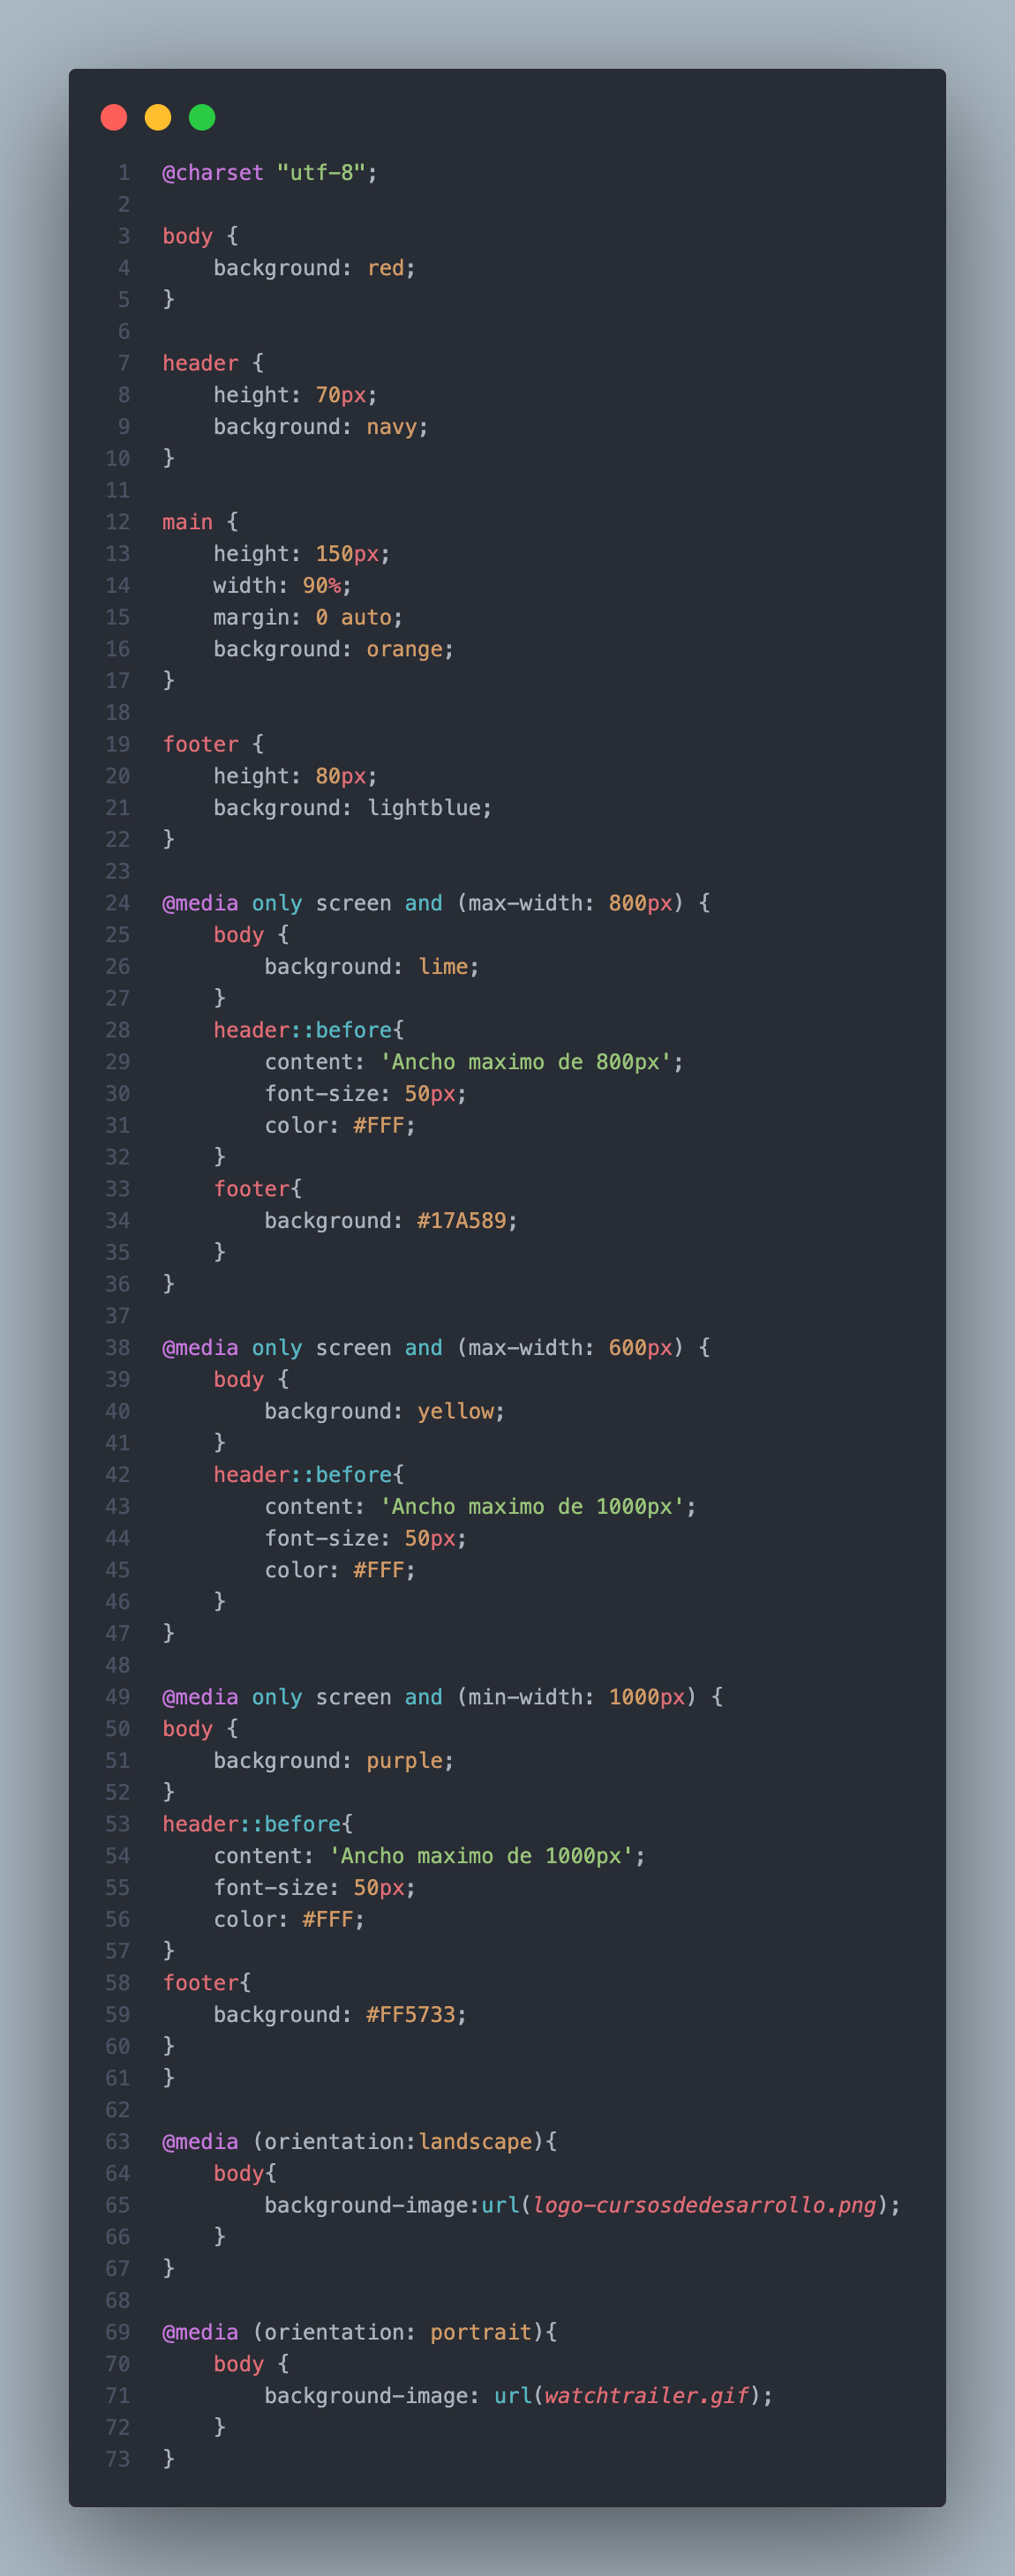 1 @charset "utf-8";
2
3 body {
4     background: red;
5 }
6
7 header {
8     height: 70px;
9     background: navy;
10 }
11
12 main {
13     height: 150px;
14     width: 90%;
15     margin: 0 auto;
16     background: orange;
17 }
18
19 footer {
20     height: 80px;
21     background: lightblue;
22 }
23
24 @media only screen and (max-width: 800px) {
25     body {
26         background: lime;
27     }
28     header::before{
29         content: 'Ancho maximo de 800px';
30         font-size: 50px;
31         color: #FFF;
32     }
33     footer{
34         background: #17A589;
35     }
36 }
37
38 @media only screen and (max-width: 600px) {
39     body {
40         background: yellow;
41     }
42     header::before{
43         content: 'Ancho maximo de 1000px';
44         font-size: 50px;
45         color: #FFF;
46     }
47 }
48
49 @media only screen and (min-width: 1000px) {
50 body {
51     background: purple;
52 }
53 header::before{
54     content: 'Ancho maximo de 1000px';
55     font-size: 50px;
56     color: #FFF;
57 }
58 footer{
59     background: #FF5733;
60 }
61 }
62
63 @media (orientation:landscape){
64     body{
65         background-image:url(logo-cursosdedesarrollo.png);
66     }
67 }
68
69 @media (orientation: portrait){
70     body {
71         background-image: url(watchtrailer.gif);
72     }
73 }